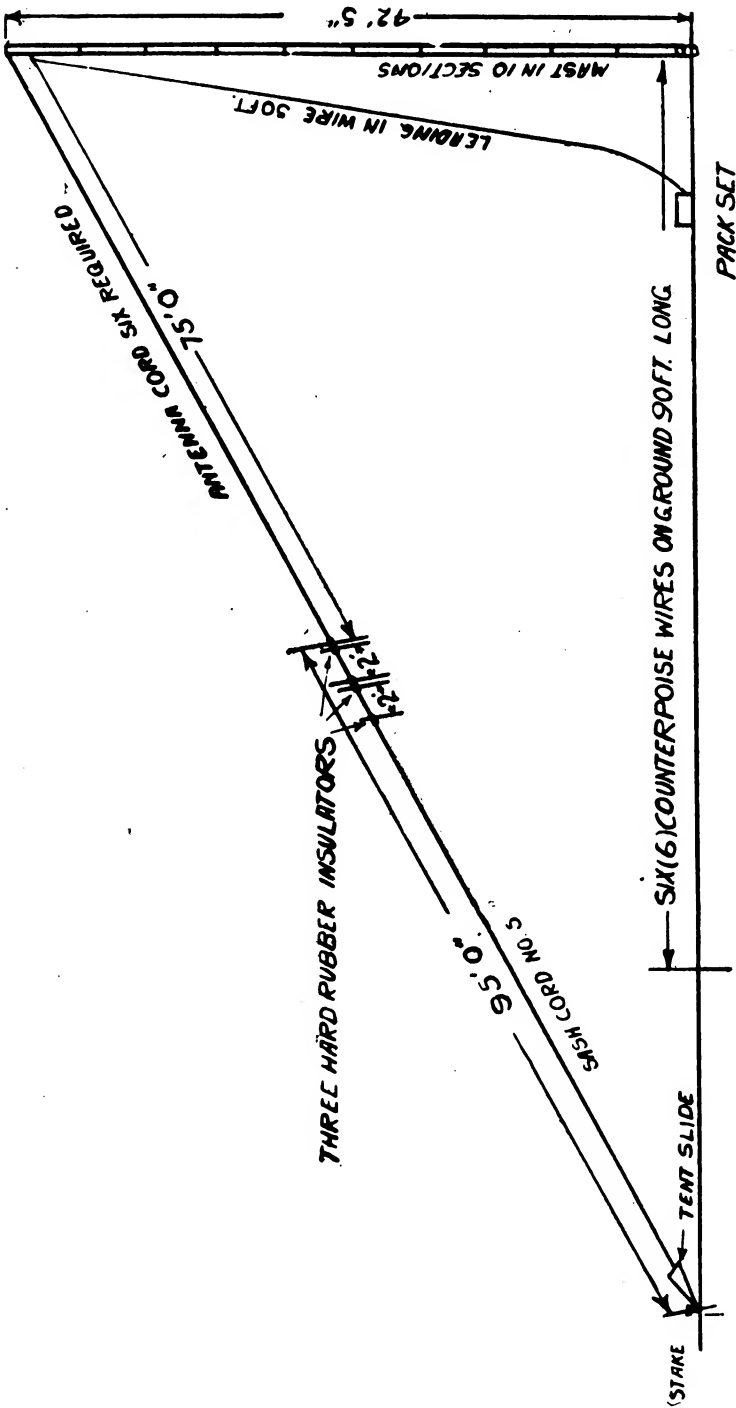 42' 5"
MAST IN 10 SECTIONS
LEADING IN WIRE 50FT.
ANTENNA CORD SIX REQUIRED
75'0"
2'
2'
THREE HARD RUBBER INSULATORS
95'0"
SASH CORD NO. 5
SIX (6) COUNTERPOISE WIRES ON GROUND 90FT. LONG
PACK SET
TENT SLIDE
STAKE